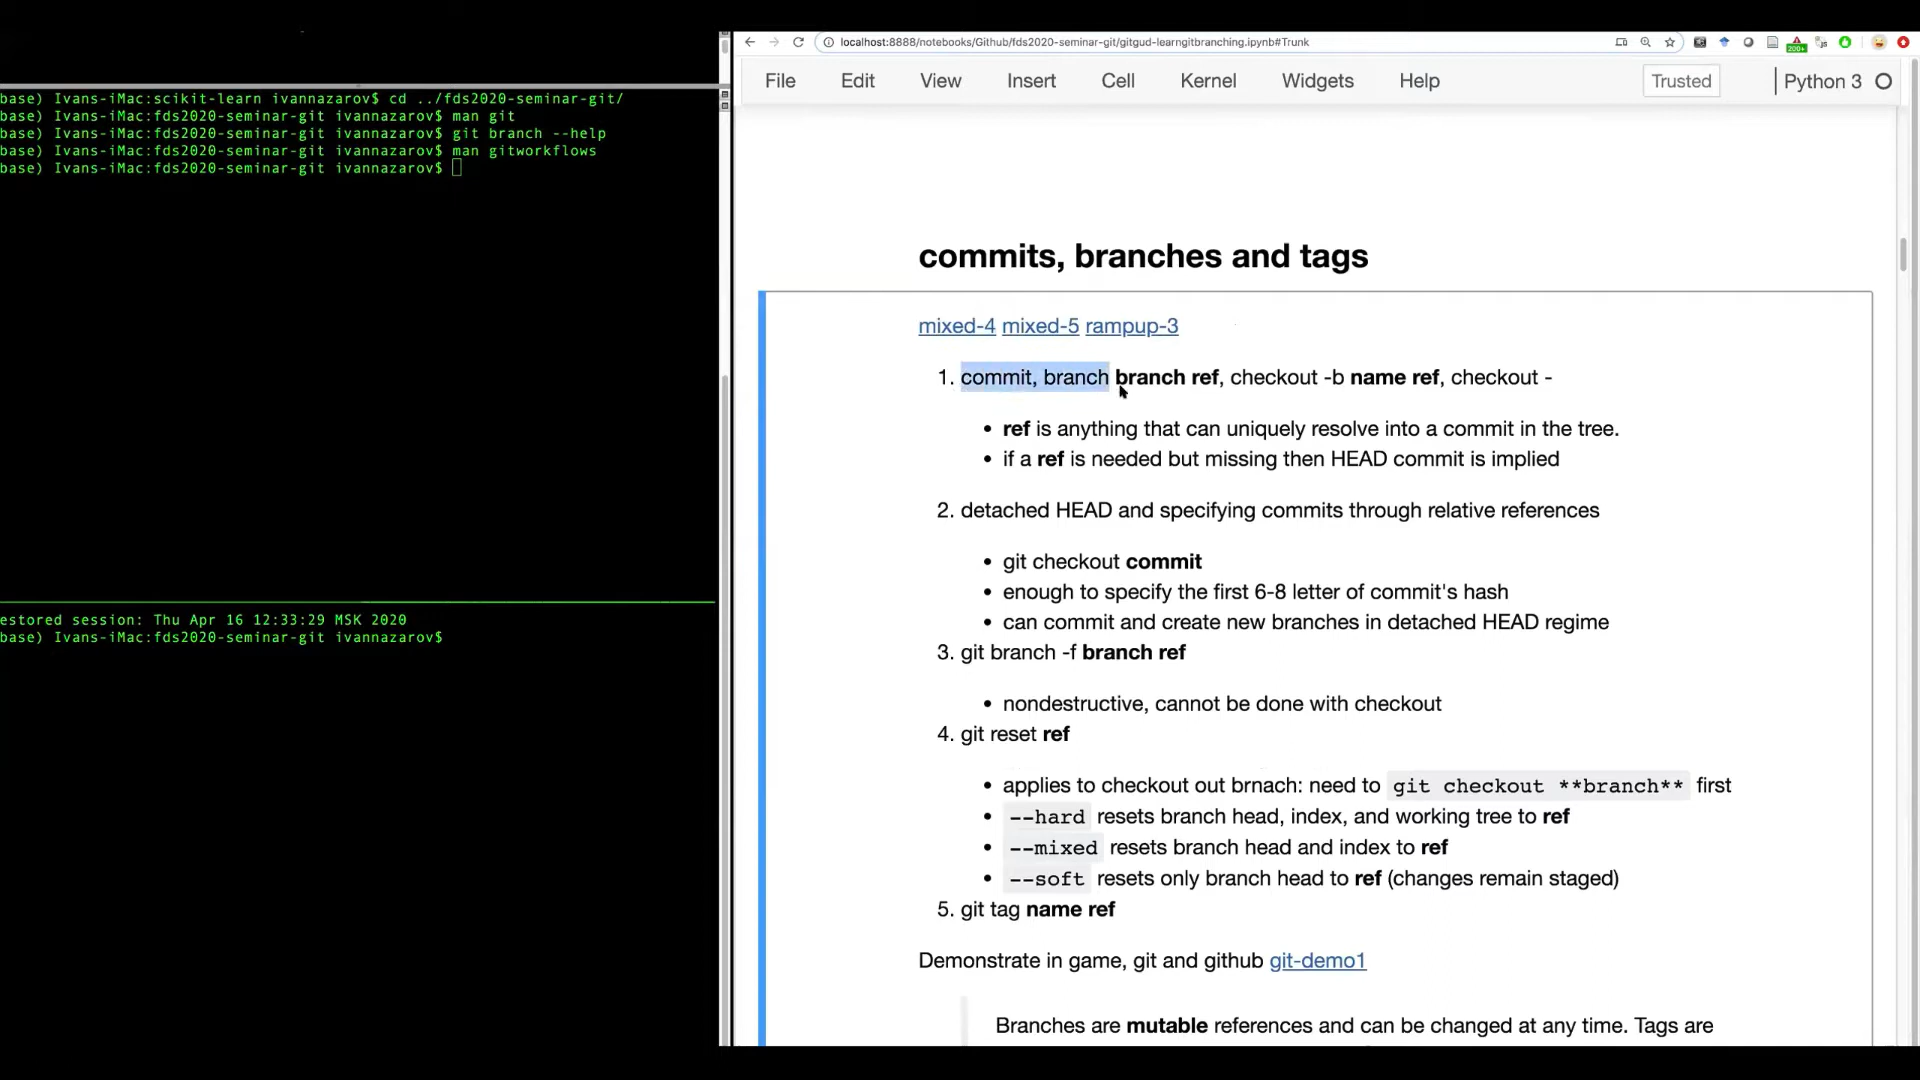 base) Ivans-iMac:scikit-learn ivannazarov$ cd ../fds2020-seminar-git/
base) Ivans-iMac:fds2020-seminar-git ivannazarov$ man git
base) Ivans-iMac:fds2020-seminar-git ivannazarov$ git branch --help
base) Ivans-iMac:fds2020-seminar-git ivannazarov$ man gitworkflows
base) Ivans-iMac:fds2020-seminar-git ivannazarov$
estored session: Thu Apr 16 12:33:29 MSK 2020
base) Ivans-iMac:fds2020-seminar-git ivannazarov$
localhost:8888/notebooks/Github/fds2020-seminar-git/gitgud-learngitbranching.ipynb#Trunk
200+
File Edit View Insert Cell Kernel Widgets Help Trusted Python 3
commits, branches and tags
mixed-4 mixed-5 rampup-3
1. commit, branch branch ref, checkout -b name ref, checkout -
• ref is anything that can uniquely resolve into a commit in the tree.
• if a ref is needed but missing then HEAD commit is implied
2. detached HEAD and specifying commits through relative references
• git checkout commit
• enough to specify the first 6-8 letter of commit's hash
• can commit and create new branches in detached HEAD regime
3. git branch -f branch ref
• nondestructive, cannot be done with checkout
4. git reset ref
• applies to checkout out brnach: need to git checkout **branch** first
• --hard resets branch head, index, and working tree to ref
• --mixed resets branch head and index to ref
• --soft resets only branch head to ref (changes remain staged)
5. git tag name ref
Demonstrate in game, git and github git-demo1
Branches are mutable references and can be changed at any time. Tags are